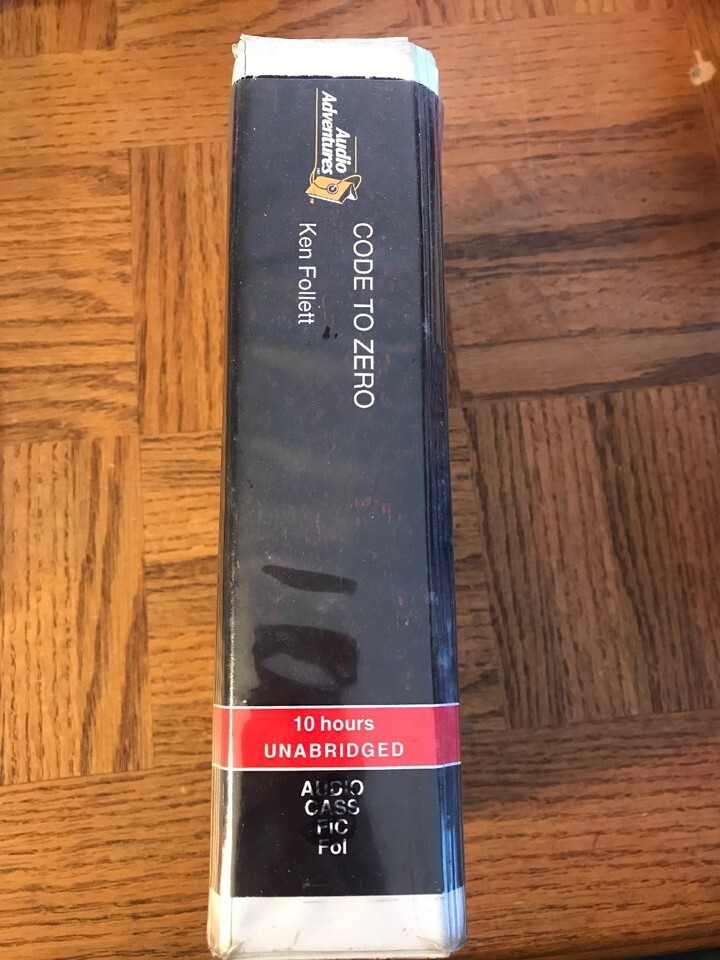 Audio
Adventures
CODE TO ZERO
Ken Follett
10 hours
UNABRIDGED
AUDIO
CASS
FIC
Fol